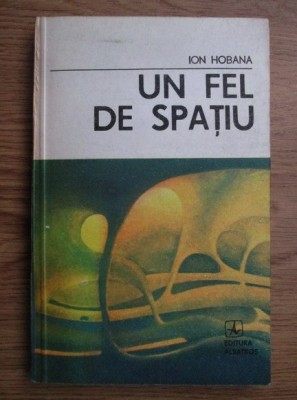 ION HOBANA
UN FEL
DE SPAȚIU
EDITURA
ALBATROS